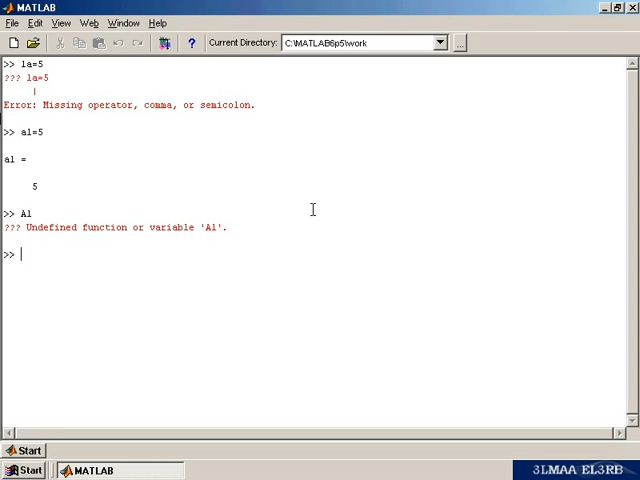 MATLAB
File Edit View Web Window Help
? Current Directory: C:\MATLAB6p5\work ...
>> 1a=5
??? 1a=5
|
Error: Missing operator, comma, or semicolon.
>> a1=5
a1 =
5
>> A1
??? Undefined function or variable 'A1'.
>>
Start
Start MATLAB 3LMAA EL3RB